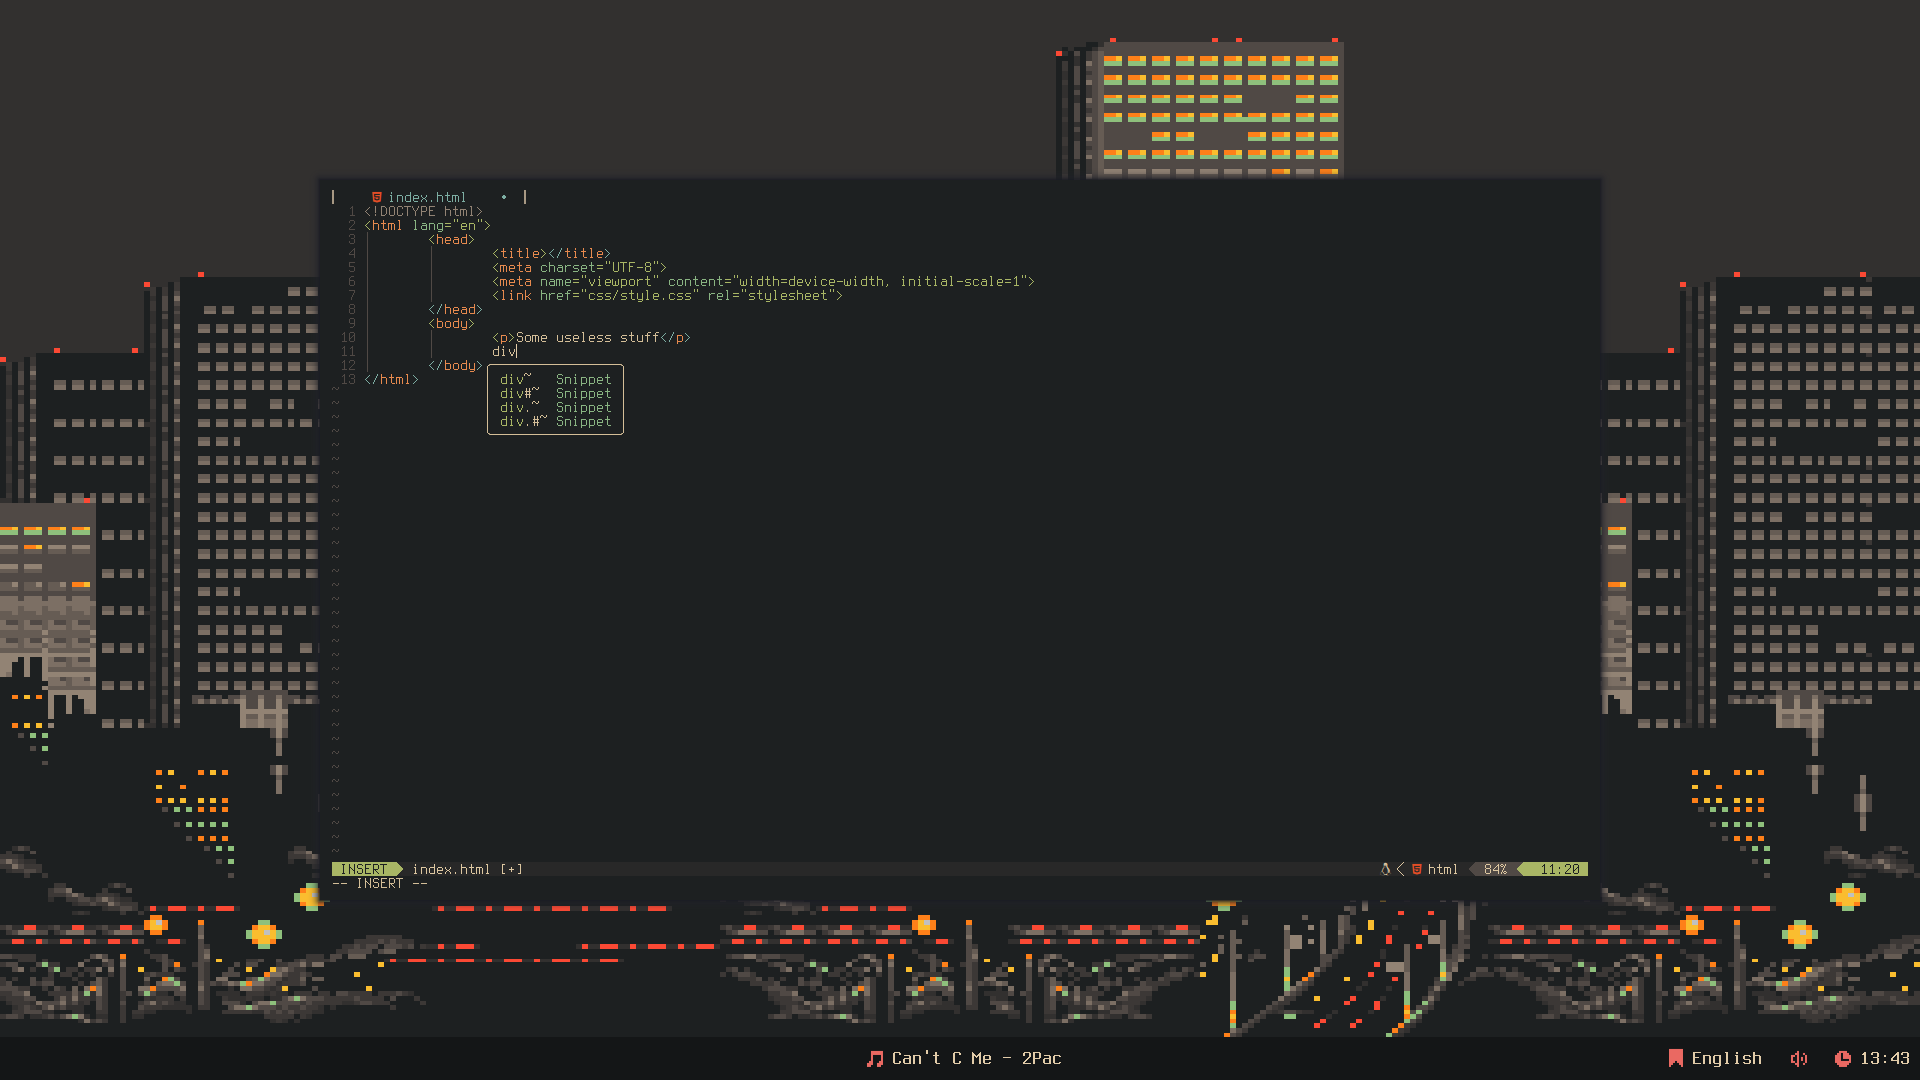 index.html •
1 <!DOCTYPE html>
2 <html lang="en">
3 <head>
4 <title></title>
5 <meta charset="UTF-8">
6 <meta name="viewport" content="width=device-width, initial-scale=1">
7 <link href="css/style.css" rel="stylesheet">
8 </head>
9 <body>
10 <p>Some useless stuff</p>
11 div
12 </body>
13 </html>
div~ Snippet
div#~ Snippet
div.~ Snippet
div.#~ Snippet
INSERT index.html [+] html 84% 11:20
-- INSERT --
Can't C Me - 2Pac English 13:43